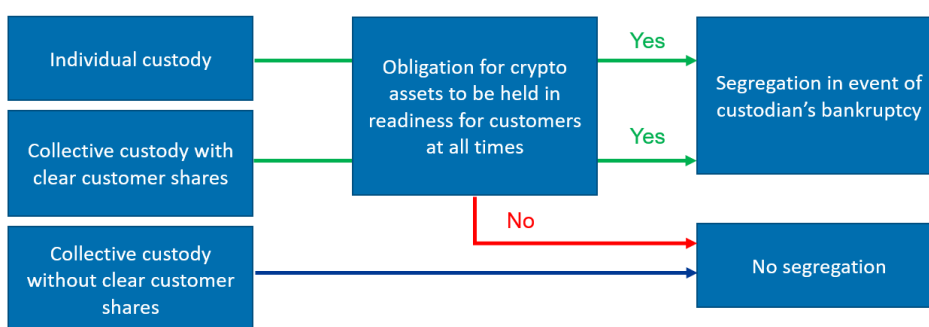 Individual custody
Collective custody with
clear customer shares
Collective custody
without clear customer
shares
Obligation for crypto
assets to be held in
readiness for customers
at all times
Yes
Yes
No
Segregation in event of
custodian's bankruptcy
No segregation